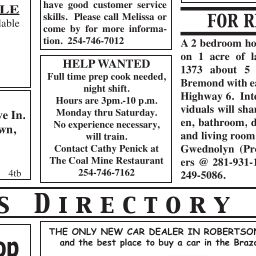 LE
lable
ve In.
wn,
4tb
have good customer service
skills. Please call Melissa or
come by for more informa-
tion. 254-746-7012
HELP WANTED
Full time prep cook needed,
night shift.
Hours are 3pm.-10 p.m.
Monday thru Saturday.
No experience necessary,
will train.
Contact Cathy Penick at
The Coal Mine Restaurant
254-746-7162
FOR R
A 2 bedroom ho
on 1 acre of la
1373 about 5
Bremond with ea
Highway 6. Inte
viduals will shar
en, bathroom, d
and living room
Gwednolyn (Pro
ers @ 281-931-1
249-5086.
S DIRECTORY
op
THE ONLY NEW CAR DEALER IN ROBERTSON
and the best place to buy a car in the Brazo